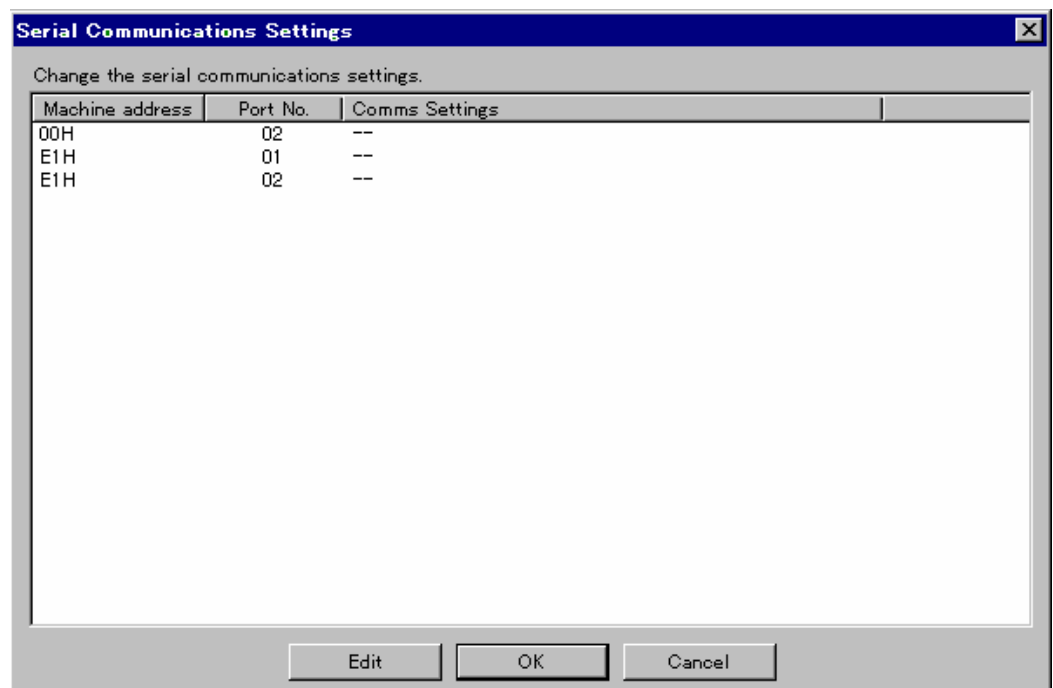 Serial Communications Settings
Change the serial communications settings.
Machine address Port No. Comms Settings
00H 02 --
E1H 01 --
E1H 02 --
Edit OK Cancel